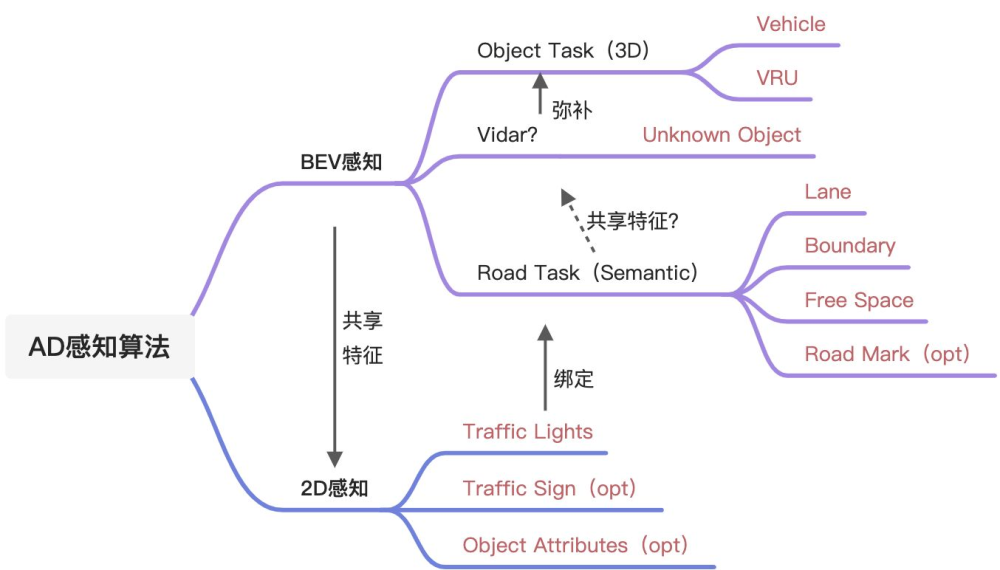 Vehicle
Object Task（3D）
VRU
弥补
Vidar?
Unknown Object
BEV感知
Lane
共享特征?
Boundary
Road Task（Semantic）
Free Space
共享
特征
AD感知算法
Road Mark（opt）
绑定
Traffic Lights
2D感知
Traffic Sign（opt）
Object Attributes（opt）